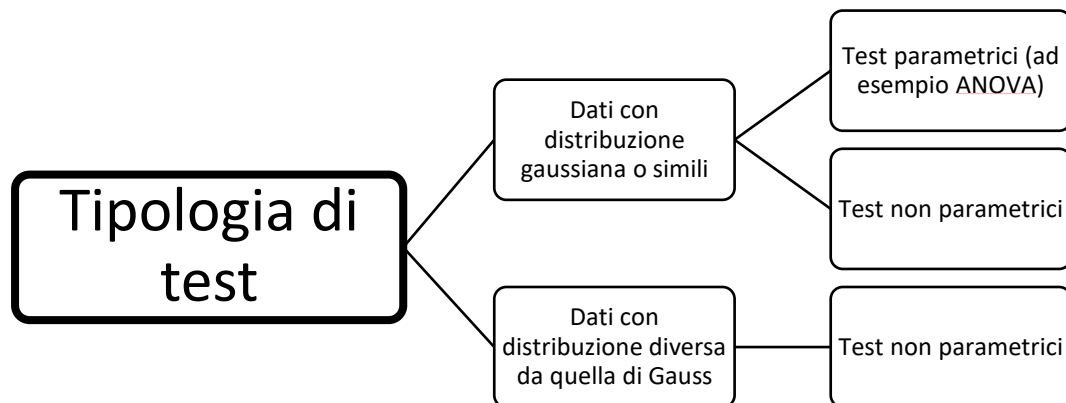 Tipologia di
test
Dati con
distribuzione
gaussiana o simili
Test parametrici (ad
esempio ANOVA)
Test non parametrici
Dati con
distribuzione diversa
da quella di Gauss
Test non parametrici